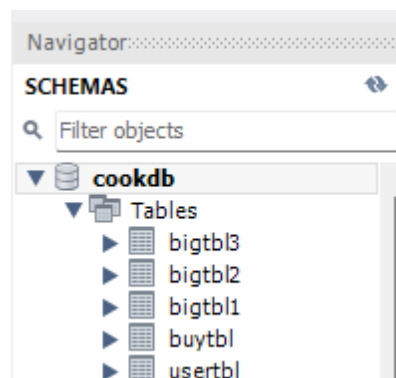 Navigator
SCHEMAS
Filter objects
cookdb
Tables
bigtbl3
bigtbl2
bigtbl1
buytbl
usertbl